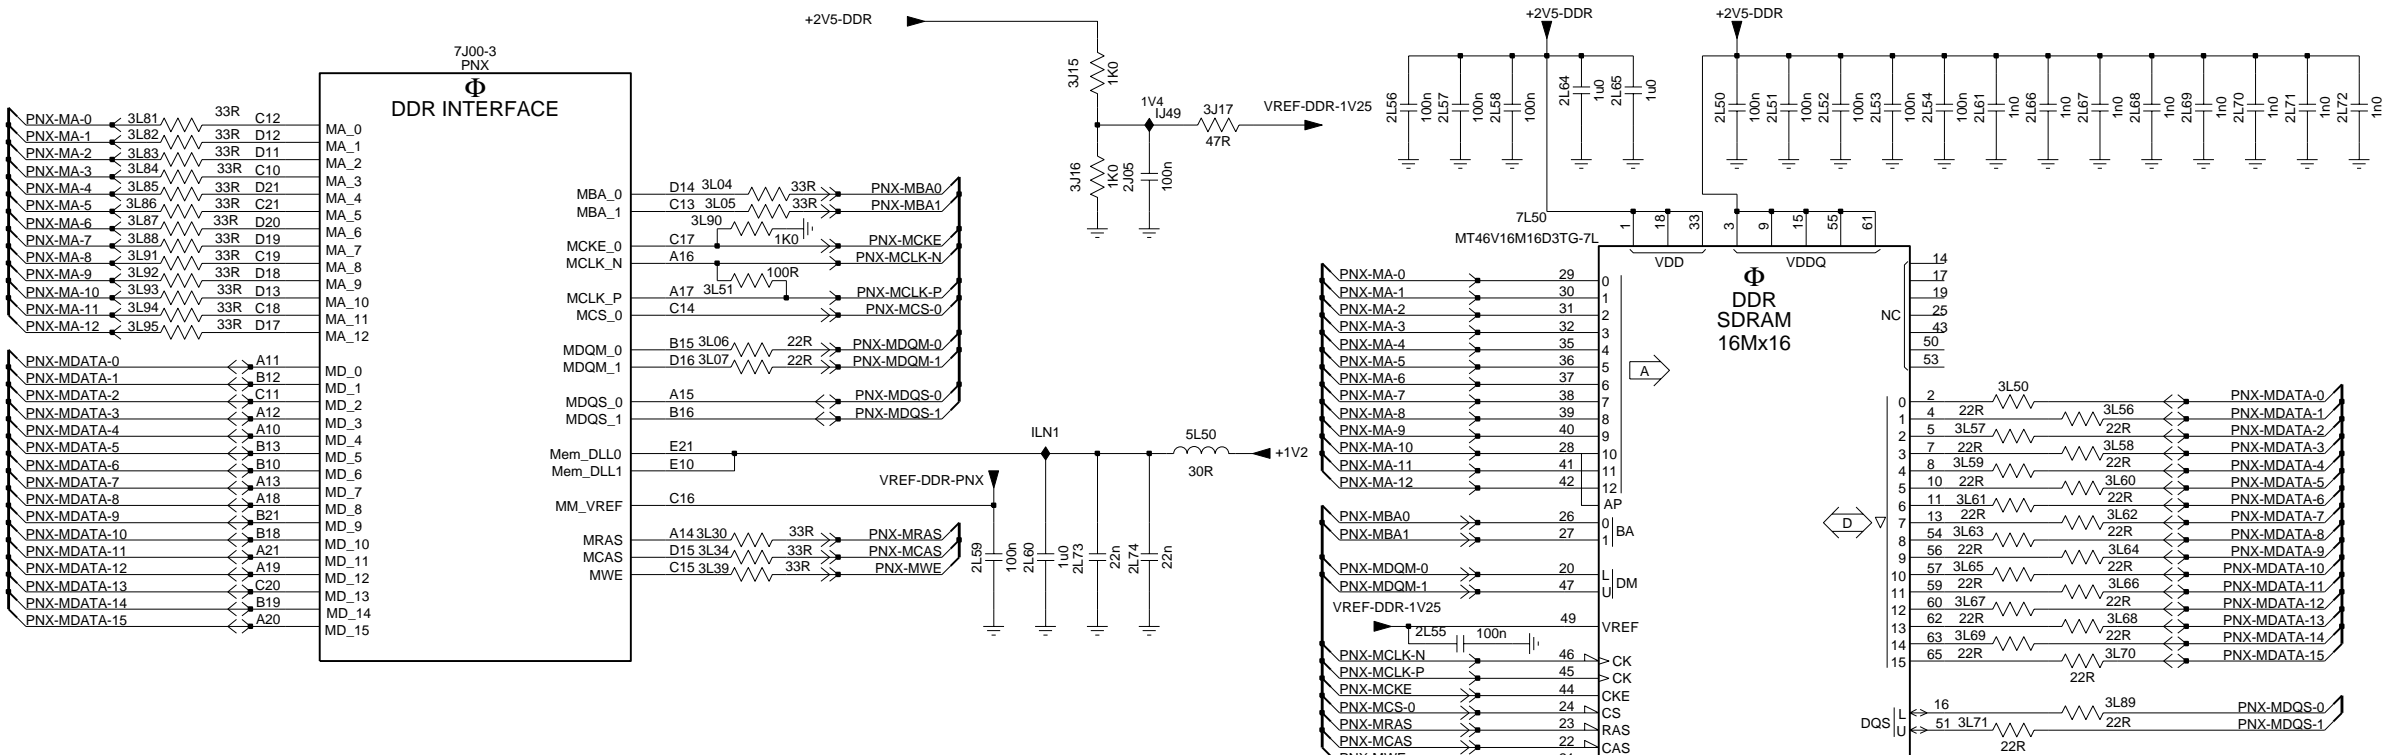 +2V5-DDR
+2V5-DDR
+2V5-DDR
7J00-3
PNX
Φ
DDR INTERFACE
PNX-MA-0 3L81 33R C12 MA_0
PNX-MA-1 3L82 33R D12 MA_1
PNX-MA-2 3L83 33R D11 MA_2
PNX-MA-3 3L84 33R C10 MA_3
PNX-MA-4 3L85 33R D21 MA_4
PNX-MA-5 3L86 33R C21 MA_5
PNX-MA-6 3L87 33R D20 MA_6
PNX-MA-7 3L88 33R D19 MA_7
PNX-MA-8 3L91 33R C19 MA_8
PNX-MA-9 3L92 33R D18 MA_9
PNX-MA-10 3L93 33R D13 MA_10
PNX-MA-11 3L94 33R C18 MA_11
PNX-MA-12 3L95 33R D17 MA_12
PNX-MDATA-0 A11 MD_0
PNX-MDATA-1 B12 MD_1
PNX-MDATA-2 C11 MD_2
PNX-MDATA-3 A12 MD_3
PNX-MDATA-4 A10 MD_4
PNX-MDATA-5 B13 MD_5
PNX-MDATA-6 B10 MD_6
PNX-MDATA-7 A13 MD_7
PNX-MDATA-8 A18 MD_8
PNX-MDATA-9 B21 MD_9
PNX-MDATA-10 B18 MD_10
PNX-MDATA-11 A21 MD_11
PNX-MDATA-12 A19 MD_12
PNX-MDATA-13 C20 MD_13
PNX-MDATA-14 B19 MD_14
PNX-MDATA-15 A20 MD_15
MBA_0 D14 3L04 33R PNX-MBA0
MBA_1 C13 3L05 33R PNX-MBA1
3L90
1K0
MCKE_0 C17 PNX-MCKE
MCLK_N A16 PNX-MCLK-N
100R
3L51
MCLK_P A17 PNX-MCLK-P
MCS_0 C14 PNX-MCS-0
MDQM_0 B15 3L06 22R PNX-MDQM-0
MDQM_1 D16 3L07 22R PNX-MDQM-1
MDQS_0 A15 PNX-MDQS-0
MDQS_1 B16 PNX-MDQS-1
Mem_DLL0 E21
Mem_DLL1 E10
MM_VREF C16
VREF-DDR-PNX
ILN1
5L50
30R
+1V2
MRAS A14 3L30 33R PNX-MRAS
MCAS D15 3L34 33R PNX-MCAS
MWE C15 3L39 33R PNX-MWE
2L59 100n
2L60 1u0
2L73 22n
2L74 22n
3J15 1K0
3J16 1K0
2J05 100n
1V4
IJ49
3J17
47R
VREF-DDR-1V25
2L56 100n
2L57 100n
2L58 100n
2L64 1u0
2L65 1u0
2L50 100n
2L51 100n
2L52 100n
2L53 100n
2L54 100n
2L61 1n0
2L66 1n0
2L67 1n0
2L68 1n0
2L69 1n0
2L70 1n0
2L71 1n0
2L72 1n0
7L50
MT46V16M16D3TG-7L
1 18 33 3 9 15 55 61
VDD VDDQ
Φ
DDR
SDRAM
16Mx16
NC
14
17
19
25
43
50
53
PNX-MA-0 29 0
PNX-MA-1 30 1
PNX-MA-2 31 2
PNX-MA-3 32 3
PNX-MA-4 35 4
PNX-MA-5 36 5
PNX-MA-6 37 6
PNX-MA-7 38 7
PNX-MA-8 39 8
PNX-MA-9 40 9
PNX-MA-10 28 10
PNX-MA-11 41 11
PNX-MA-12 42 12
AP
A
PNX-MBA0 26 0
PNX-MBA1 27 1
BA
PNX-MDQM-0 20 L
PNX-MDQM-1 47 U
DM
VREF-DDR-1V25
49 VREF
2L55 100n
PNX-MCLK-N 46 CK
PNX-MCLK-P 45 CK
PNX-MCKE 44 CKE
PNX-MCS-0 24 CS
PNX-MRAS 23 RAS
PNX-MCAS 22 CAS
D
0 2 3L50 PNX-MDATA-0
1 4 22R 3L56 PNX-MDATA-1
2 5 3L57 22R PNX-MDATA-2
3 7 22R 3L58 PNX-MDATA-3
4 8 3L59 22R PNX-MDATA-4
5 10 22R 3L60 PNX-MDATA-5
6 11 3L61 22R PNX-MDATA-6
7 13 22R 3L62 PNX-MDATA-7
8 54 3L63 22R PNX-MDATA-8
9 56 22R 3L64 PNX-MDATA-9
10 57 3L65 22R PNX-MDATA-10
11 59 22R 3L66 PNX-MDATA-11
12 60 3L67 22R PNX-MDATA-12
13 62 22R 3L68 PNX-MDATA-13
14 63 3L69 22R PNX-MDATA-14
15 65 22R 3L70 PNX-MDATA-15
22R
DQS
L 16 3L89 PNX-MDQS-0
U 51 3L71 22R PNX-MDQS-1
22R